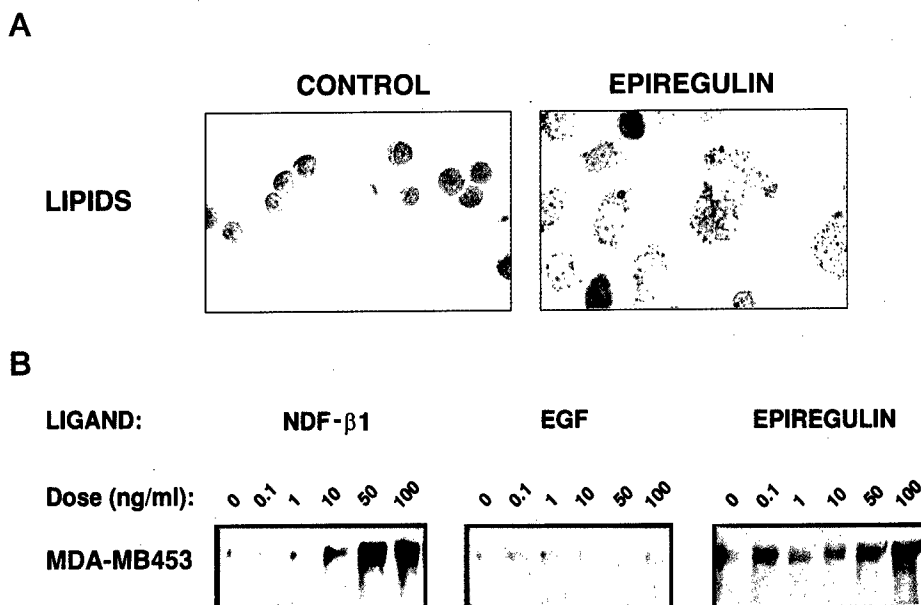 A
CONTROL EPIREGULIN
LIPIDS
B
LIGAND: NDF-β1 EGF EPIREGULIN
Dose (ng/ml): 0 0.1 1 10 50 100 0 0.1 1 10 50 100 0 0.1 1 10 50 100
MDA-MB453